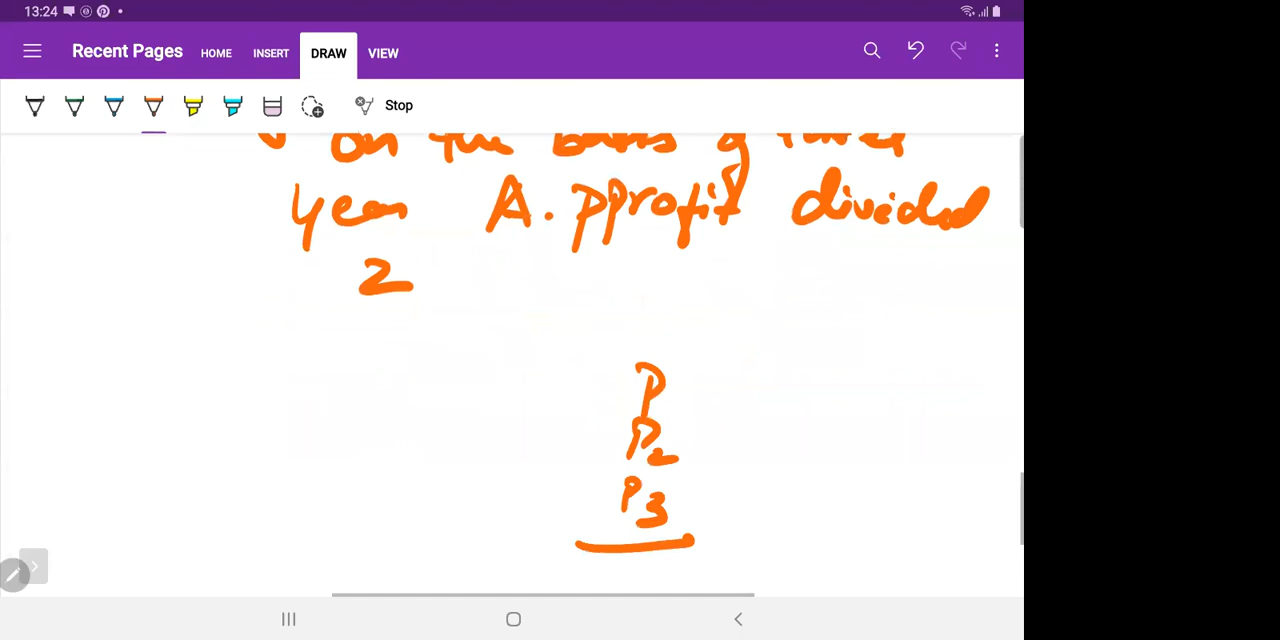 13:24
Recent Pages HOME INSERT DRAW VIEW
Stop
on the basis of three
year A. pprofit divided
2
P
P2
P3